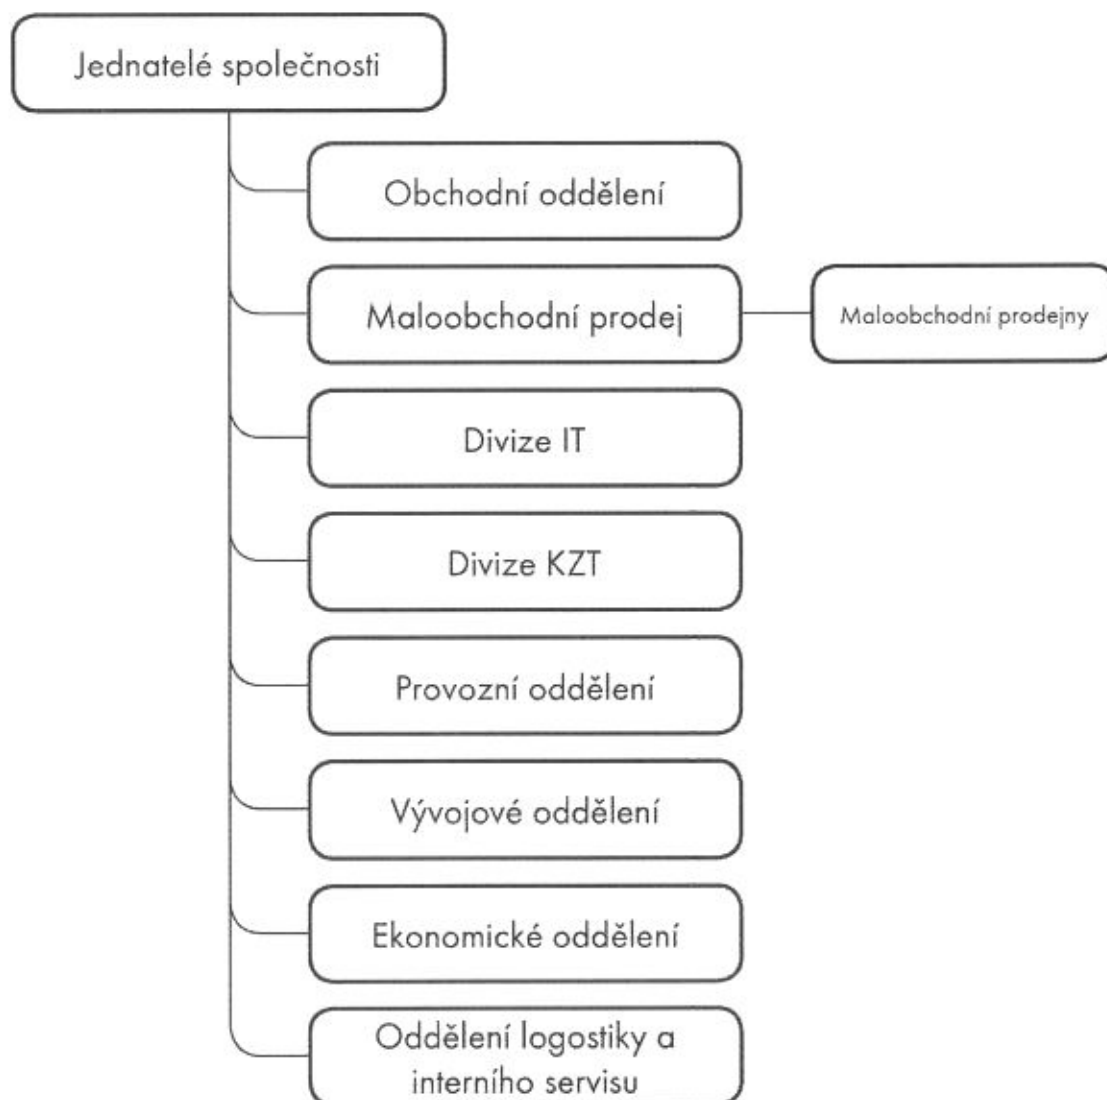 Jednatelé společnosti
Obchodní oddělení
Maloobchodní prodej
Maloobchodní prodejny
Divize IT
Divize KZT
Provozní oddělení
Vývojové oddělení
Ekonomické oddělení
Oddělení logostiky a
interního servisu